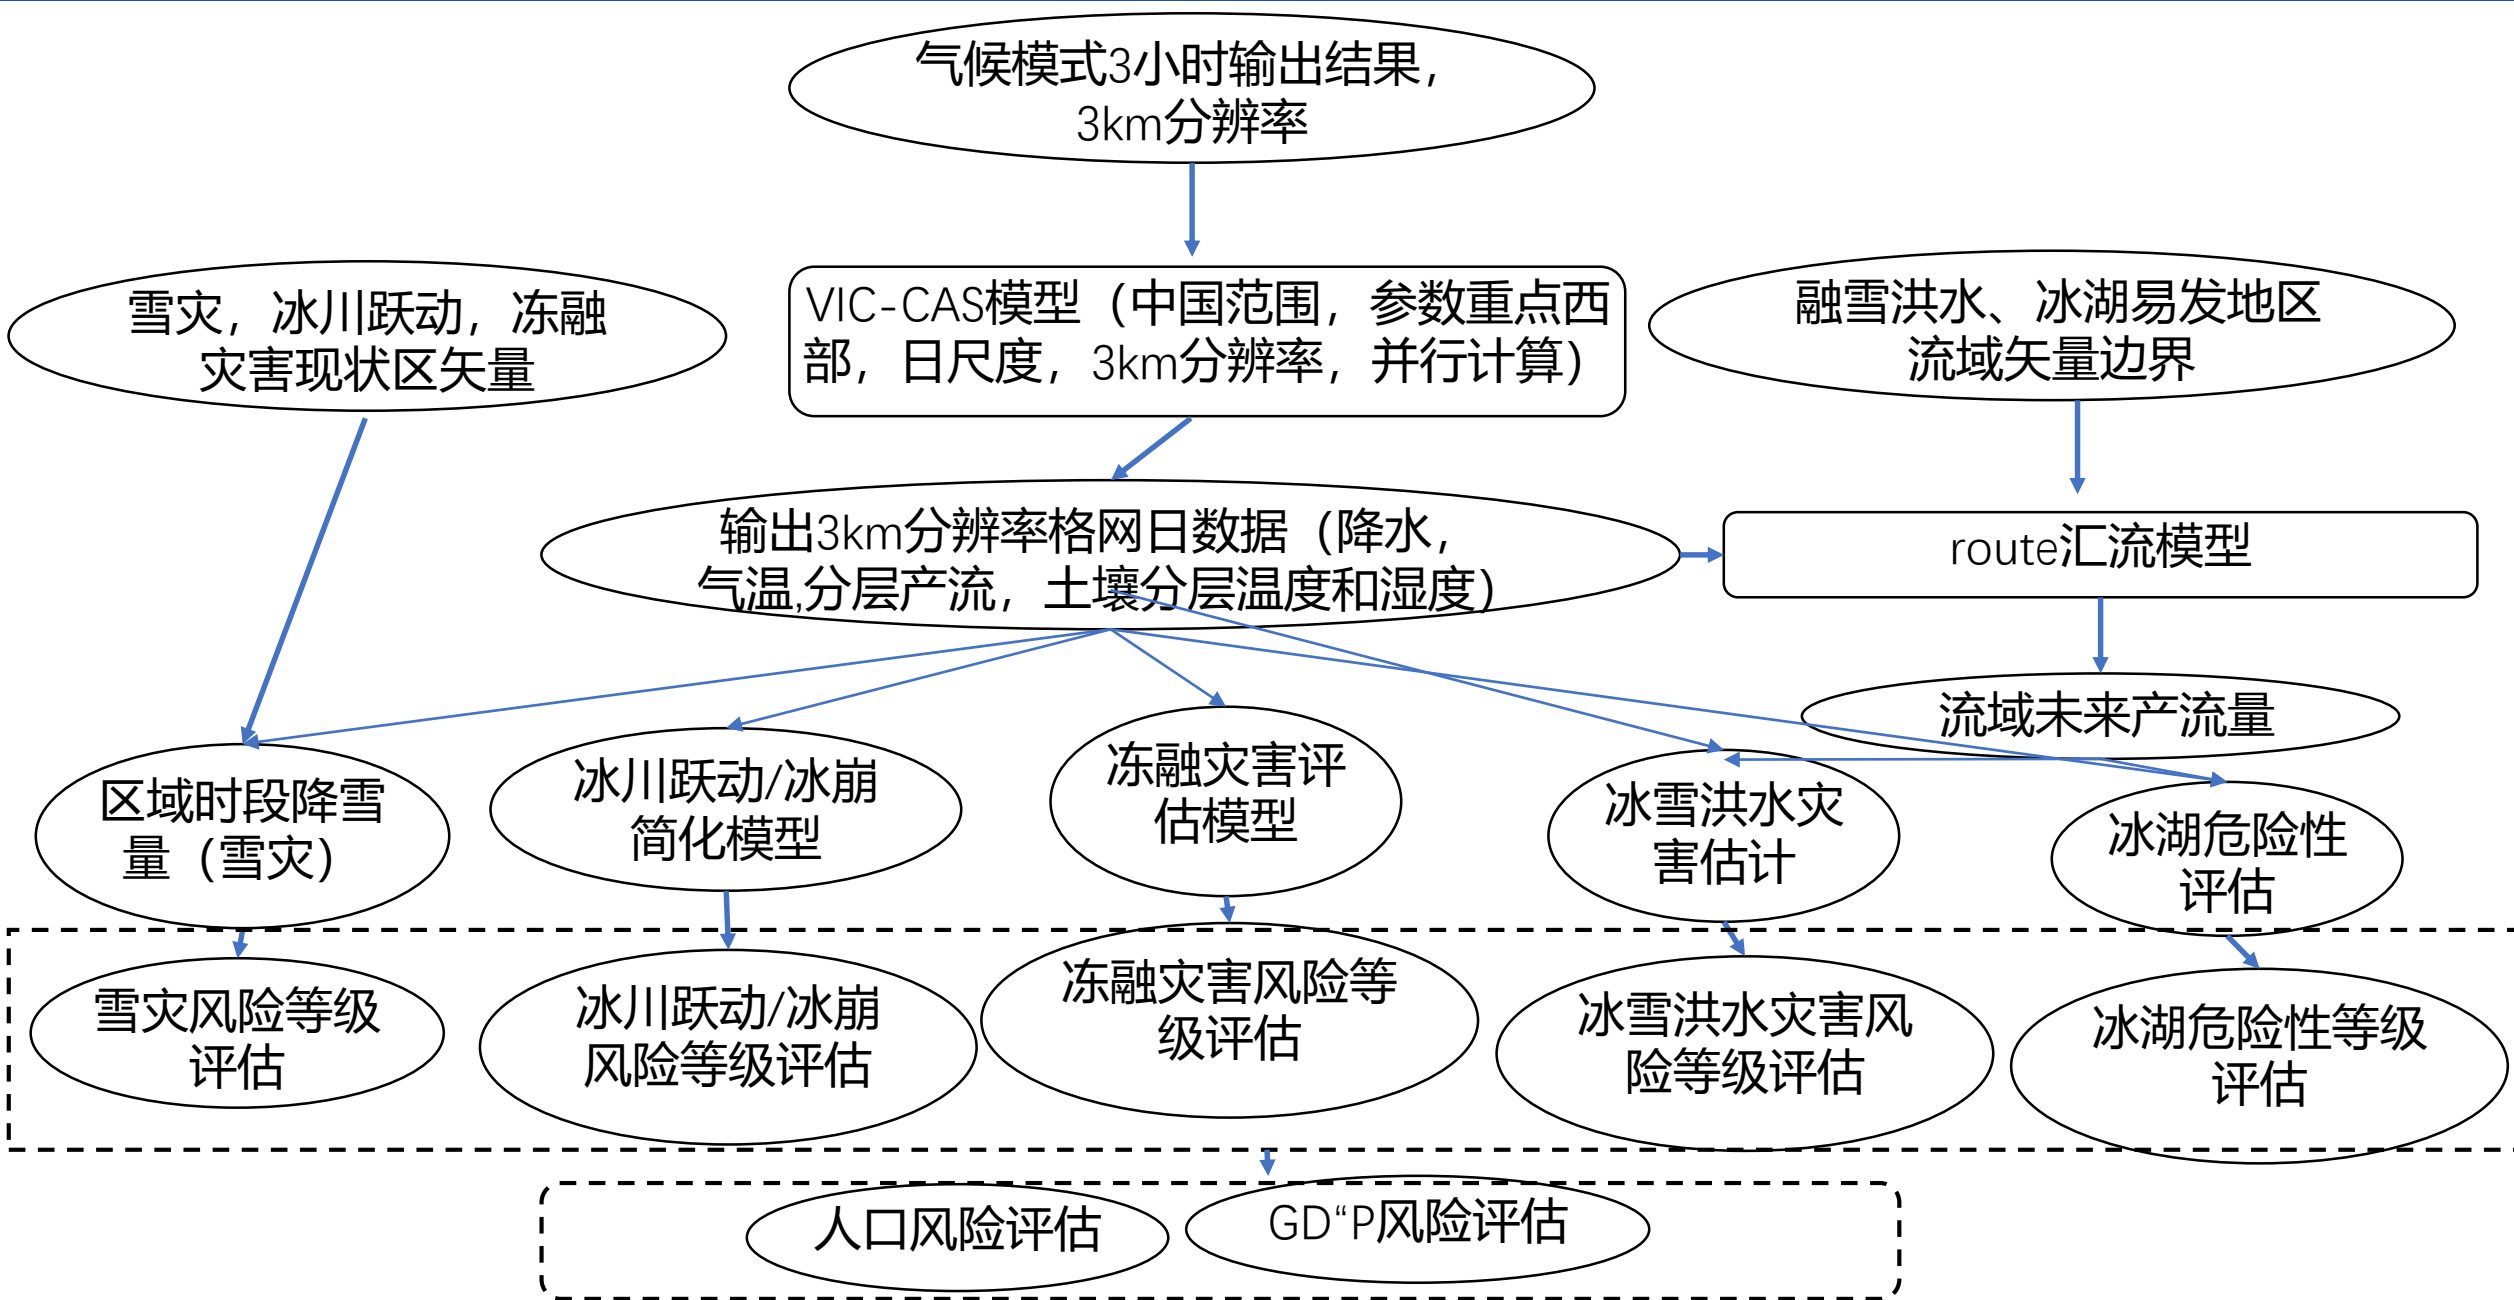 气候模式3小时输出结果，
3km分辨率
雪灾，冰川跃动，冻融
灾害现状区矢量
VIC-CAS模型（中国范围，参数重点西
部，日尺度，3km分辨率，并行计算）
融雪洪水、冰湖易发地区
流域矢量边界
输出3km分辨率格网日数据（降水，
气温,分层产流，土壤分层温度和湿度）
route汇流模型
流域未来产流量
区域时段降雪
量（雪灾）
冰川跃动/冰崩
简化模型
冻融灾害评
估模型
冰雪洪水灾
害估计
冰湖危险性
评估
雪灾风险等级
评估
冰川跃动/冰崩
风险等级评估
冻融灾害风险等
级评估
冰雪洪水灾害风
险等级评估
冰湖危险性等级
评估
人口风险评估
GD“P风险评估